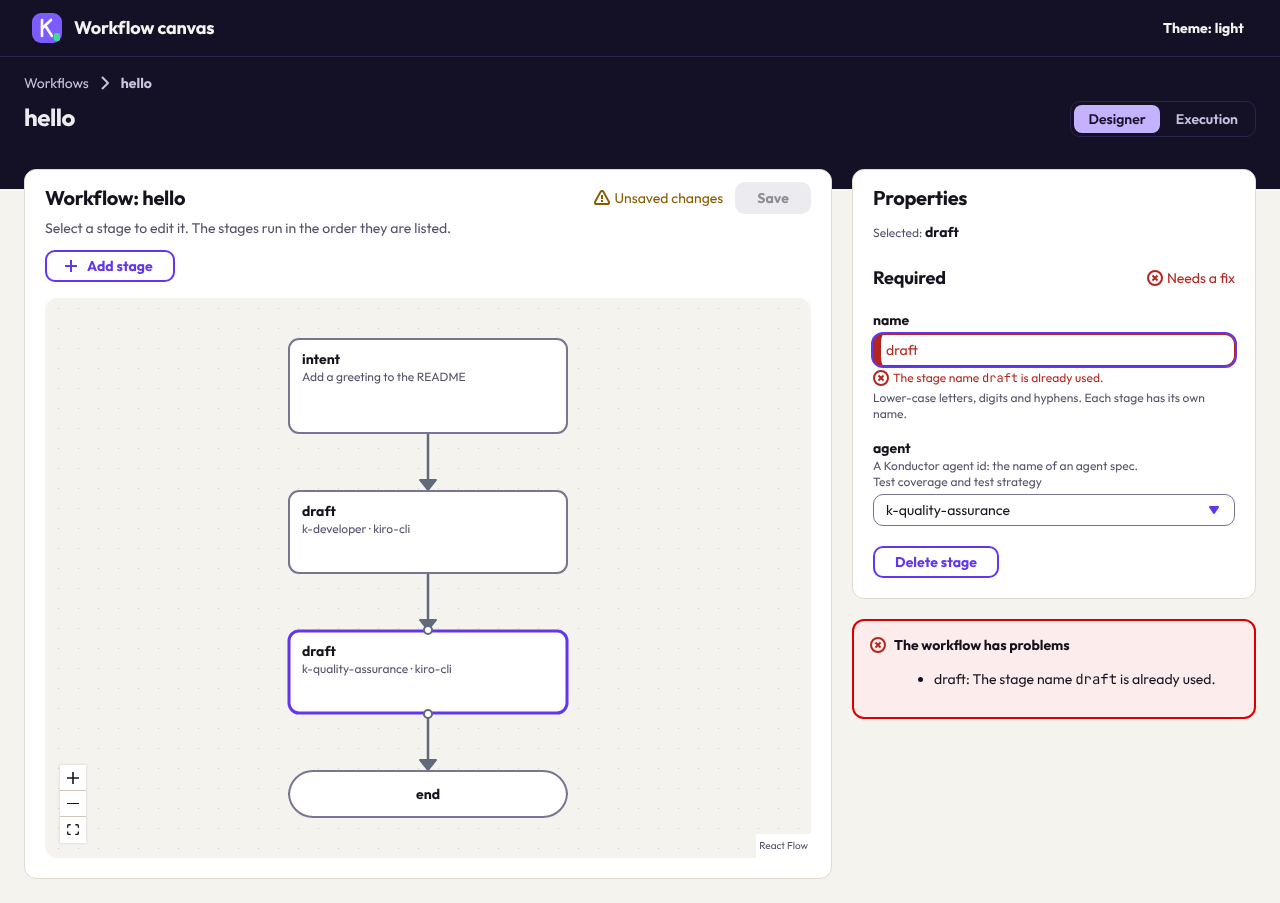 K
Workflow canvas
Theme: light
Workflows
hello
hello
Designer
Execution
Workflow: hello
Unsaved changes
Save
Select a stage to edit it. The stages run in the order they are listed.
Add stage
intent
Add a greeting to the README
draft
k-developer · kiro-cli
draft
k-quality-assurance · kiro-cli
end
React Flow
Properties
Selected: draft
Required
Needs a fix
name
draft
The stage name draft is already used.
Lower-case letters, digits and hyphens. Each stage has its own
name.
agent
A Konductor agent id: the name of an agent spec.
Test coverage and test strategy
k-quality-assurance
Delete stage
The workflow has problems
draft: The stage name draft is already used.